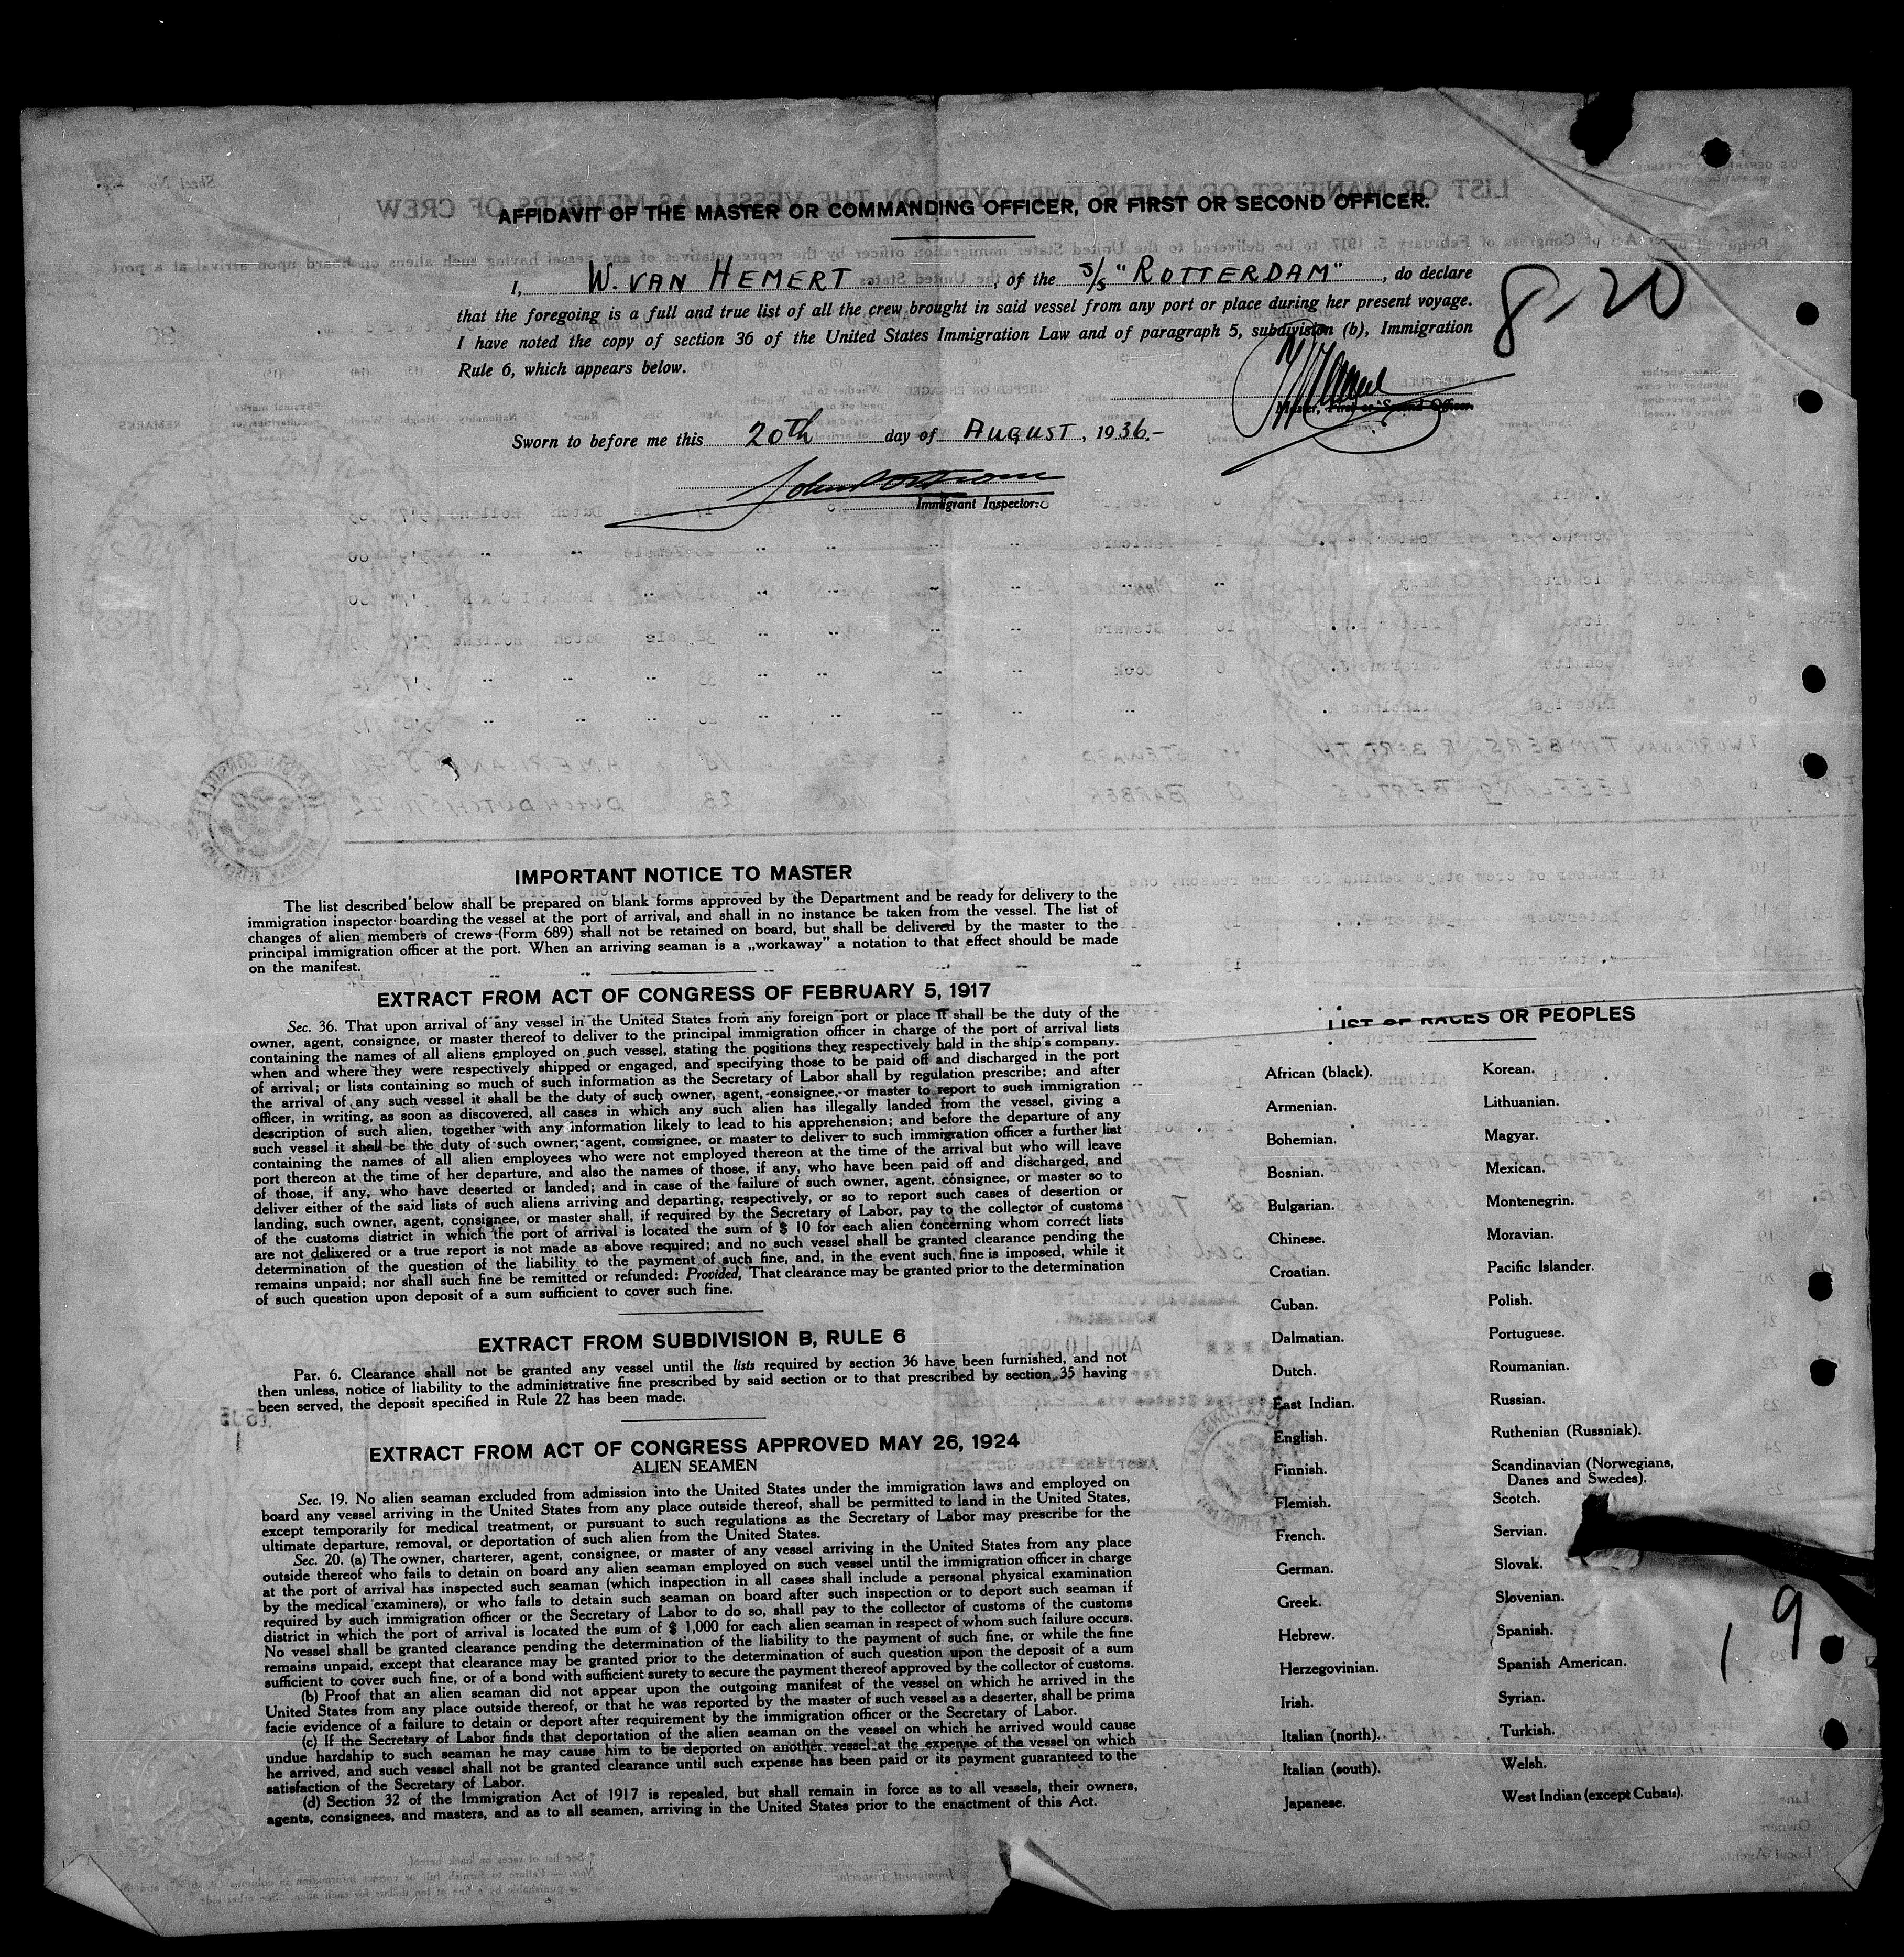 AFFIDAVIT OF THE MASTER OR COMMANDING OFFICER, OR FIRST OR SECOND OFFICER.
I, W. VAN HEMERT, of the s/s "ROTTERDAM", do declare
that the foregoing is a full and true list of all the crew brought in said vessel from any port or place during her present voyage.
I have noted the copy of section 36 of the United States Immigration Law and of paragraph 5, subdivision (b), Immigration
Rule 6, which appears below.
8-20
Master, First or Second Officer.
Sworn to before me this 20th day of AUGUST, 1936.-
Immigrant Inspector.
IMPORTANT NOTICE TO MASTER
The list described below shall be prepared on blank forms approved by the Department and be ready for delivery to the
immigration inspector boarding the vessel at the port of arrival, and shall in no instance be taken from the vessel. The list of
changes of alien members of crews (Form 689) shall not be retained on board, but shall be delivered by the master to the
principal immigration officer at the port. When an arriving seaman is a „workaway" a notation to that effect should be made
on the manifest.
EXTRACT FROM ACT OF CONGRESS OF FEBRUARY 5, 1917
Sec. 36. That upon arrival of any vessel in the United States from any foreign port or place it shall be the duty of the
owner, agent, consignee, or master thereof to deliver to the principal immigration officer in charge of the port of arrival lists
containing the names of all aliens employed on such vessel, stating the positions they respectively hold in the ship's company.
when and where they were respectively shipped or engaged, and specifying those to be paid off and discharged in the port
of arrival; or lists containing so much of such information as the Secretary of Labor shall by regulation prescribe; and after
the arrival of any such vessel it shall be the duty of such owner, agent, consignee, or master to report to such immigration
officer, in writing, as soon as discovered, all cases in which any such alien has illegally landed from the vessel, giving a
description of such alien, together with any information likely to lead to his apprehension; and before the departure of any
such vessel it shall be the duty of such owner, agent, consignee, or master to deliver to such immigration officer a further list
containing the names of all alien employees who were not employed thereon at the time of the arrival but who will leave
port thereon at the time of her departure, and also the names of those, if any, who have been paid off and discharged, and
of those, if any, who have deserted or landed; and in case of the failure of such owner, agent, consignee, or master so to
deliver either of the said lists of such aliens arriving and departing, respectively, or so to report such cases of desertion or
landing, such owner, agent, consignee, or master shall, if required by the Secretary of Labor, pay to the collector of customs
of the customs district in which the port of arrival is located the sum of $ 10 for each alien concerning whom correct lists
are not delivered or a true report is not made as above required; and no such vessel shall be granted clearance pending the
determination of the question of the liability to the payment of such fine, and, in the event such fine is imposed, while it
remains unpaid; nor shall such fine be remitted or refunded: Provided, That clearance may be granted prior to the determination
of such question upon deposit of a sum sufficient to cover such fine.
EXTRACT FROM SUBDIVISION B, RULE 6
Par. 6. Clearance shall not be granted any vessel until the lists required by section 36 have been furnished, and not
then unless, notice of liability to the administrative fine prescribed by said section or to that prescribed by section 35 having
been served, the deposit specified in Rule 22 has been made.
EXTRACT FROM ACT OF CONGRESS APPROVED MAY 26, 1924
ALIEN SEAMEN
Sec. 19. No alien seaman excluded from admission into the United States under the immigration laws and employed on
board any vessel arriving in the United States from any place outside thereof, shall be permitted to land in the United States,
except temporarily for medical treatment, or pursuant to such regulations as the Secretary of Labor may prescribe for the
ultimate departure, removal, or deportation of such alien from the United States.
Sec. 20. (a) The owner, charterer, agent, consignee, or master of any vessel arriving in the United States from any place
outside thereof who fails to detain on board any alien seaman employed on such vessel until the immigration officer in charge
at the port of arrival has inspected such seaman (which inspection in all cases shall include a personal physical examination
by the medical examiners), or who fails to detain such seaman on board after such inspection or to deport such seaman if
required by such immigration officer or the Secretary of Labor to do so, shall pay to the collector of customs of the customs
district in which the port of arrival is located the sum of $ 1,000 for each alien seaman in respect of whom such failure occurs.
No vessel shall be granted clearance pending the determination of the liability to the payment of such fine, or while the fine
remains unpaid, except that clearance may be granted prior to the determination of such question upon the deposit of a sum
sufficient to cover such fine, or of a bond with sufficient surety to secure the payment thereof approved by the collector of customs.
(b) Proof that an alien seaman did not appear upon the outgoing manifest of the vessel on which he arrived in the
United States from any place outside thereof, or that he was reported by the master of such vessel as a deserter, shall be prima
facie evidence of a failure to detain or deport after requirement by the immigration officer or the Secretary of Labor.
(c) If the Secretary of Labor finds that deportation of the alien seaman on the vessel on which he arrived would cause
undue hardship to such seaman he may cause him to be deported on another vessel at the expense of the vessel on which
he arrived, and such vessel shall not be granted clearance until such expense has been paid or its payment guaranteed to the
satisfaction of the Secretary of Labor.
(d) Section 32 of the Immigration Act of 1917 is repealed, but shall remain in force as to all vessels, their owners,
agents, consignees, and masters, and as to all seamen, arriving in the United States prior to the enactment of this Act.
LIST OF RACES OR PEOPLES
African (black).
Armenian.
Bohemian.
Bosnian.
Bulgarian.
Chinese.
Croatian.
Cuban.
Dalmatian.
Dutch.
East Indian.
English.
Finnish.
Flemish.
French.
German.
Greek.
Hebrew.
Herzegovinian.
Irish.
Italian (north).
Italian (south).
Japanese.
Korean.
Lithuanian.
Magyar.
Mexican.
Montenegrin.
Moravian.
Pacific Islander.
Polish.
Portuguese.
Roumanian.
Russian.
Ruthenian (Russniak).
Scandinavian (Norwegians,
Danes and Swedes).
Scotch.
Servian.
Slovak.
Slovenian.
Spanish.
Spanish American.
Syrian.
Turkish.
Welsh.
West Indian (except Cuban).
19